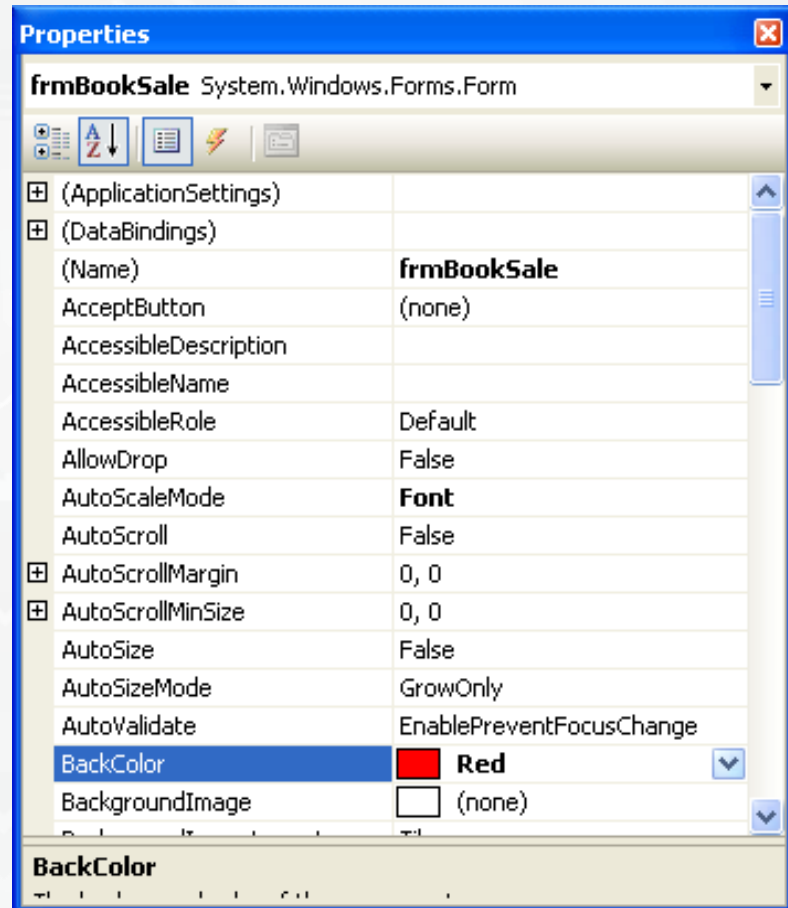 Properties
frmBookSale System.Windows.Forms.Form
A Z
(ApplicationSettings)
(DataBindings)
(Name) frmBookSale
AcceptButton (none)
AccessibleDescription
AccessibleName
AccessibleRole Default
AllowDrop False
AutoScaleMode Font
AutoScroll False
AutoScrollMargin 0, 0
AutoScrollMinSize 0, 0
AutoSize False
AutoSizeMode GrowOnly
AutoValidate EnablePreventFocusChange
BackColor Red
BackgroundImage (none)
BackColor